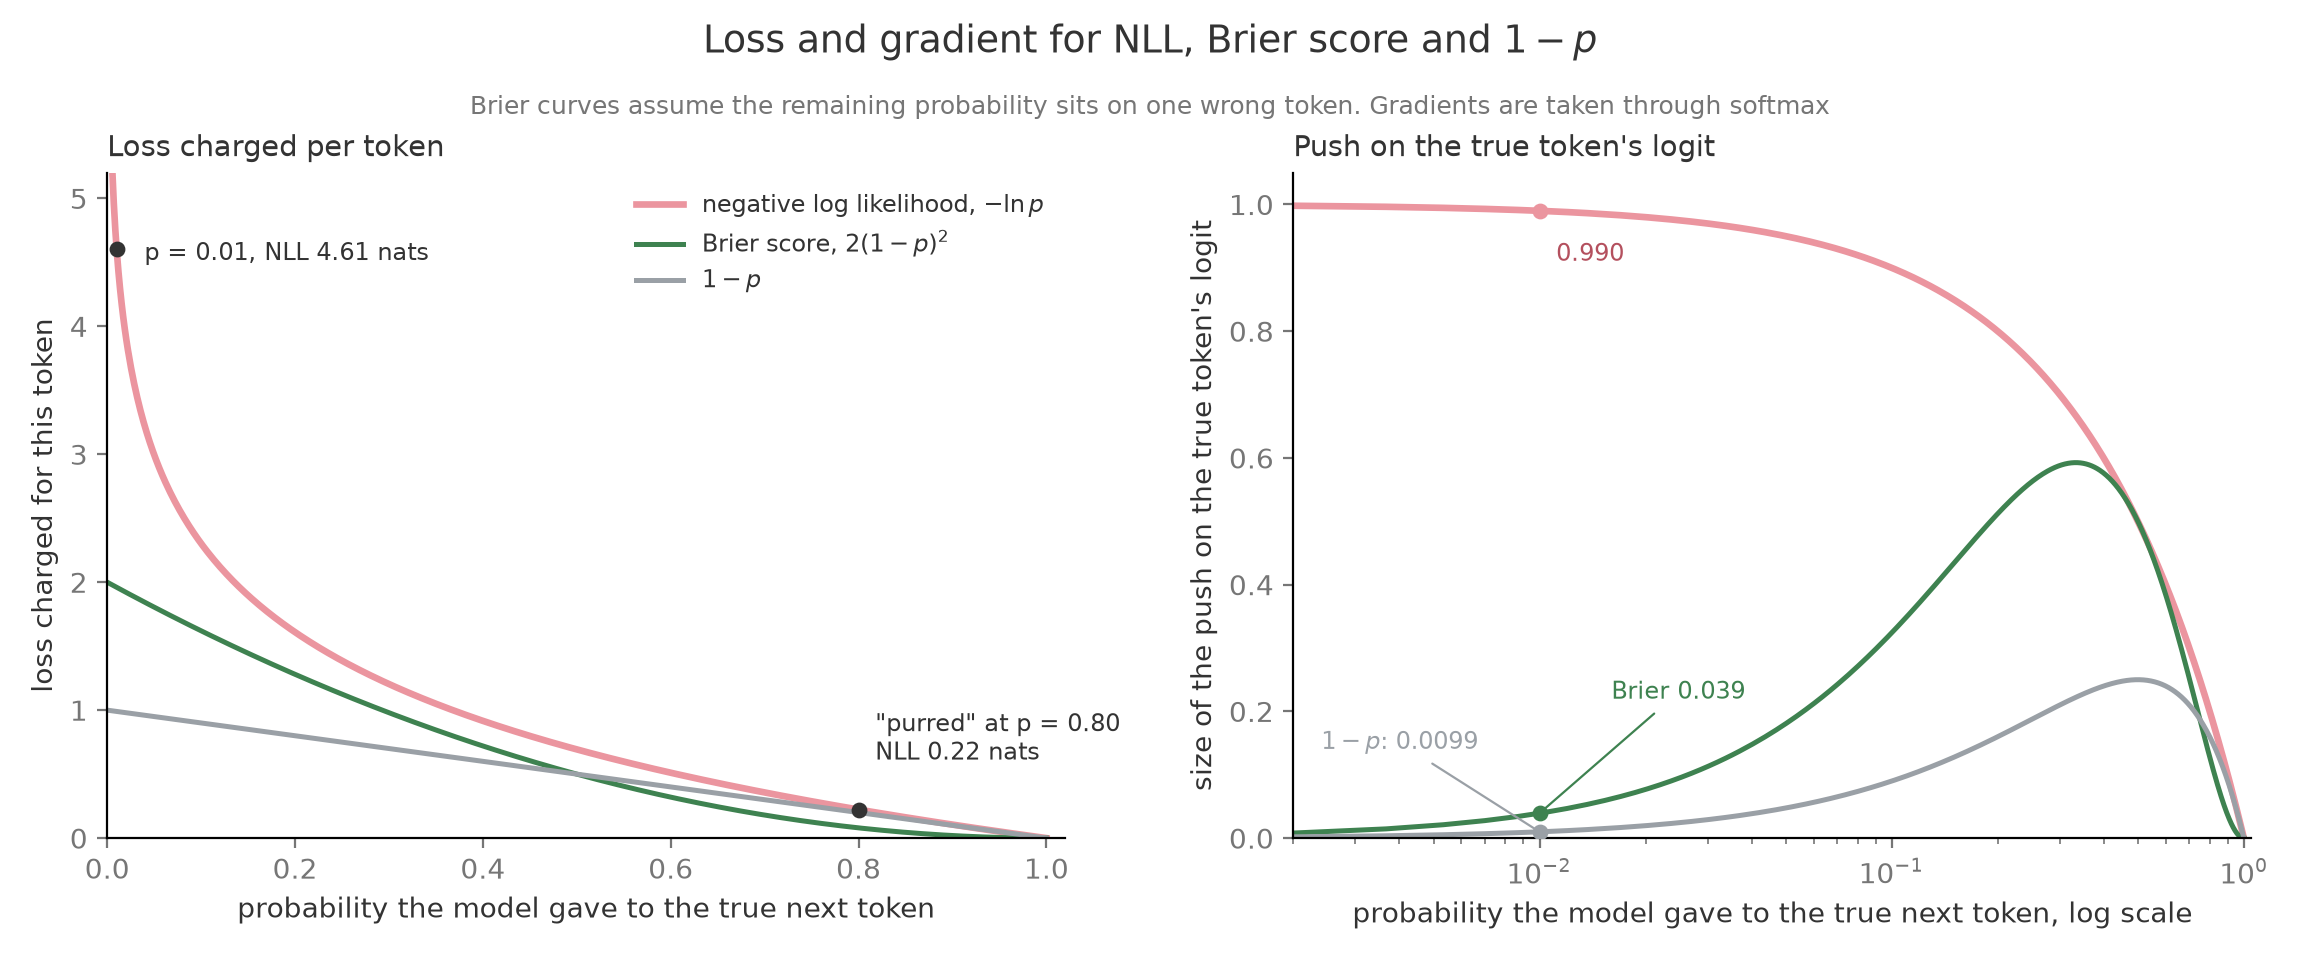 Loss and gradient for NLL, Brier score and 1 − p
Brier curves assume the remaining probability sits on one wrong token. Gradients are taken through softmax
Loss charged per token
loss charged for this token
5
4
3
2
1
0
negative log likelihood, −ln p
Brier score, 2(1 − p)²
1 − p
p = 0.01, NLL 4.61 nats
"purred" at p = 0.80
NLL 0.22 nats
0.0 0.2 0.4 0.6 0.8 1.0
probability the model gave to the true next token
Push on the true token's logit
size of the push on the true token's logit
1.0
0.8
0.6
0.4
0.2
0.0
0.990
Brier 0.039
1 − p: 0.0099
10⁻² 10⁻¹ 10⁰
probability the model gave to the true next token, log scale